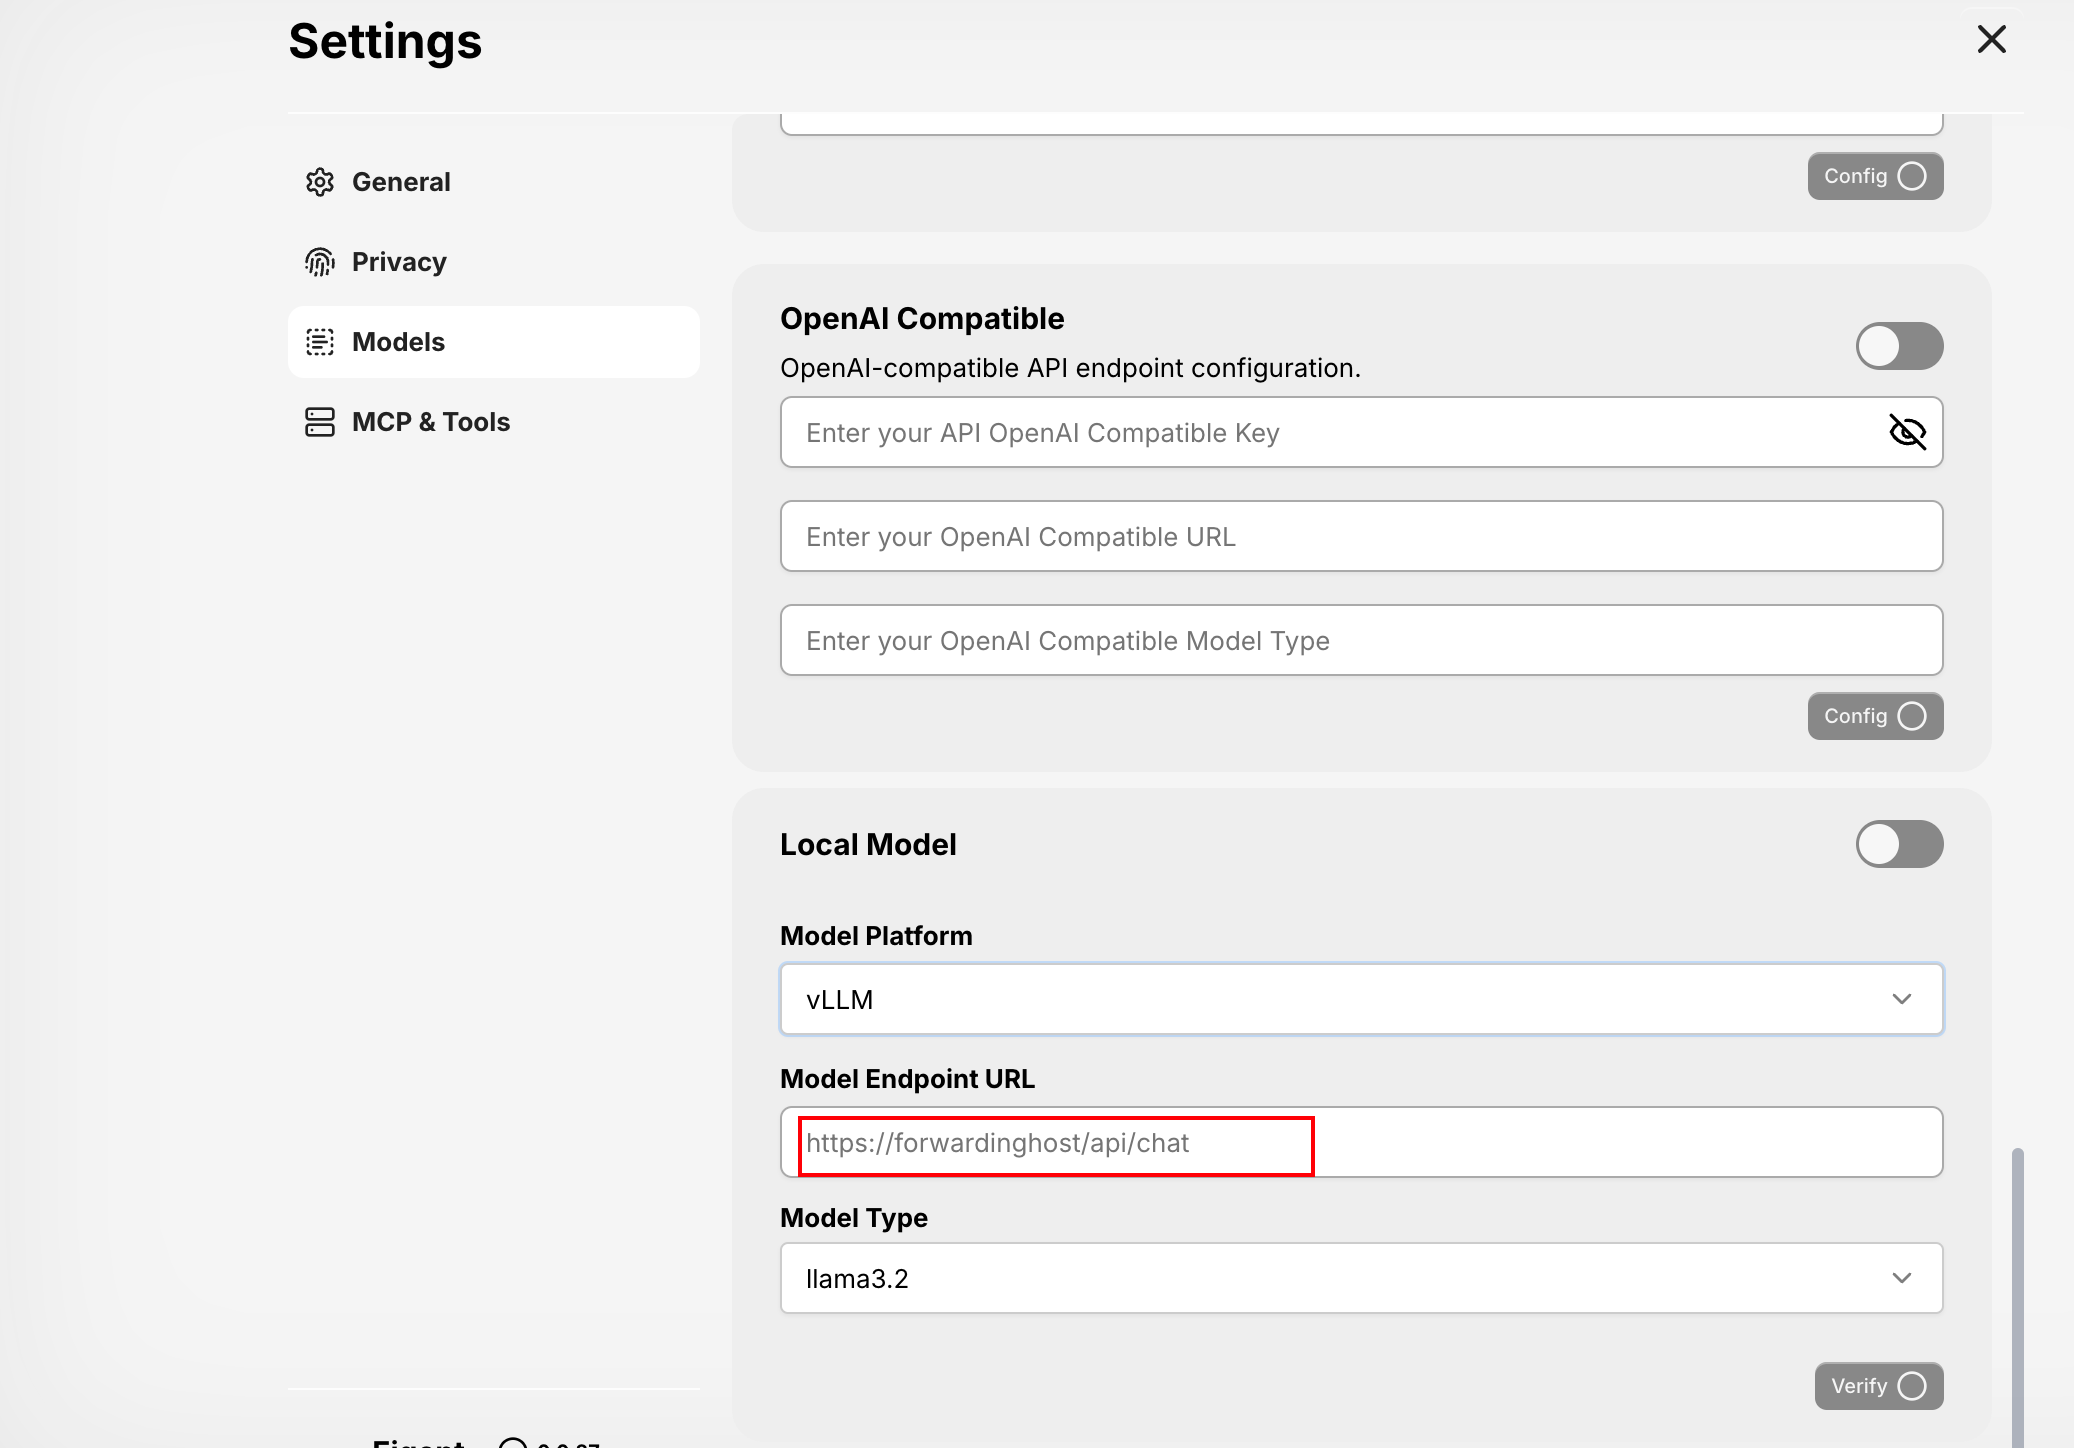 Settings
General
Privacy
Models
MCP & Tools
Config
OpenAI Compatible
OpenAI-compatible API endpoint configuration.
Enter your API OpenAI Compatible Key
Enter your OpenAI Compatible URL
Enter your OpenAI Compatible Model Type
Config
Local Model
Model Platform
vLLM
Model Endpoint URL
https://forwardinghost/api/chat
Model Type
llama3.2
Verify